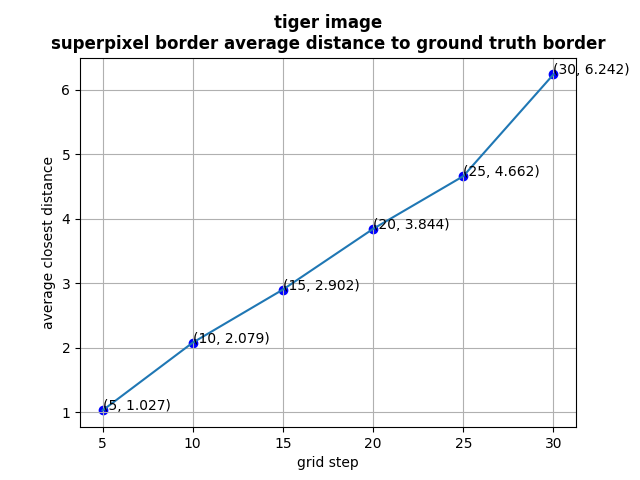 tiger image
superpixel border average distance to ground truth border
average closest distance
6
5
4
3
2
1
(30, 6.242)
(25, 4.662)
(20, 3.844)
(15, 2.902)
(10, 2.079)
(5, 1.027)
5 10 15 20 25 30
grid step